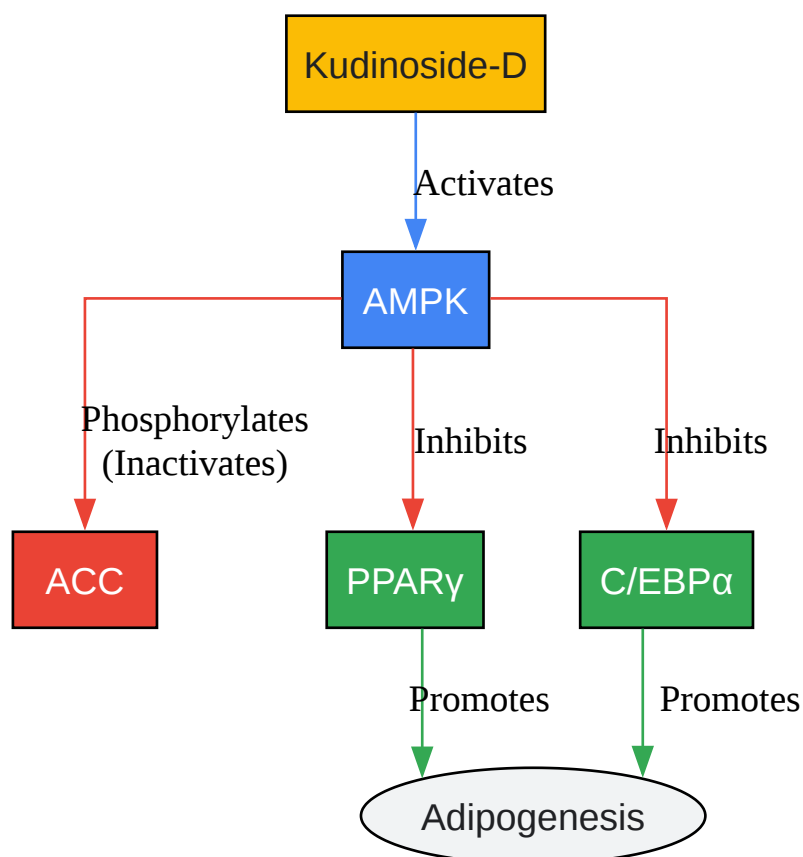 Kudinoside-D
Activates
AMPK
Phosphorylates
(Inactivates)
Inhibits
Inhibits
ACC
PPARγ
C/EBPα
Promotes
Promotes
Adipogenesis